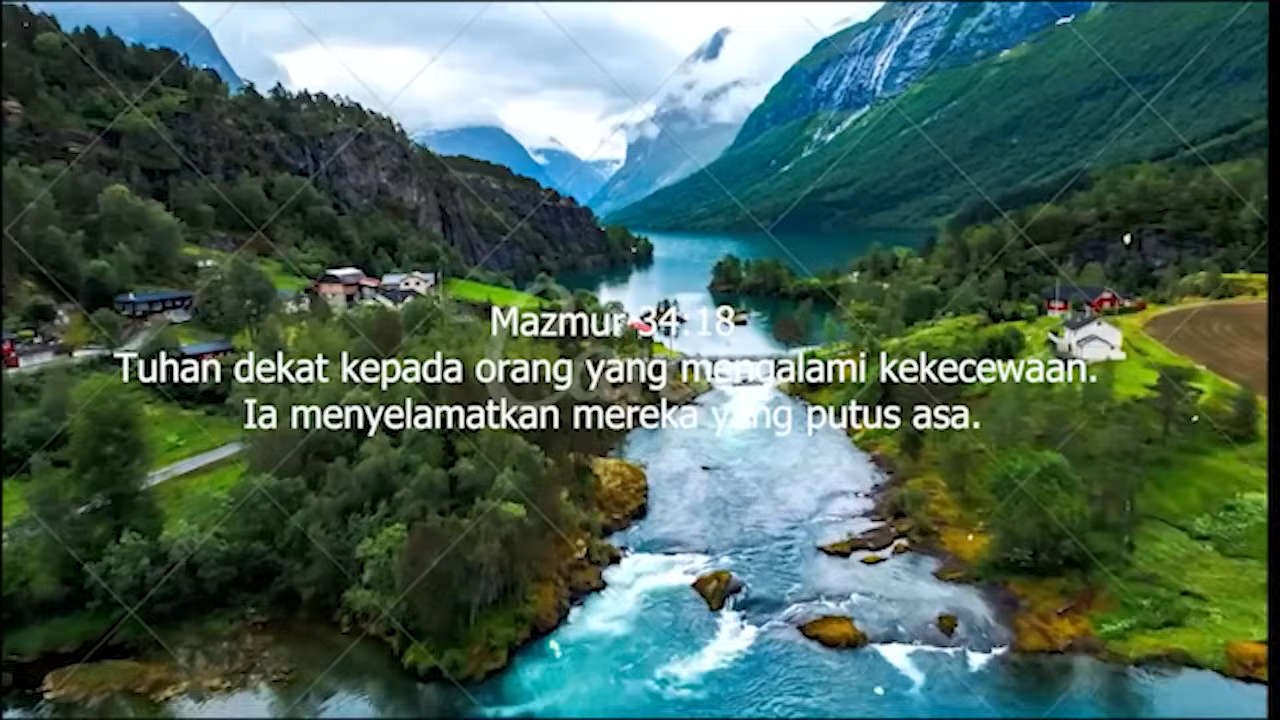 Mazmur 34:18
Tuhan dekat kepada orang yang mengalami kekecewaan.
Ia menyelamatkan mereka yang putus asa.